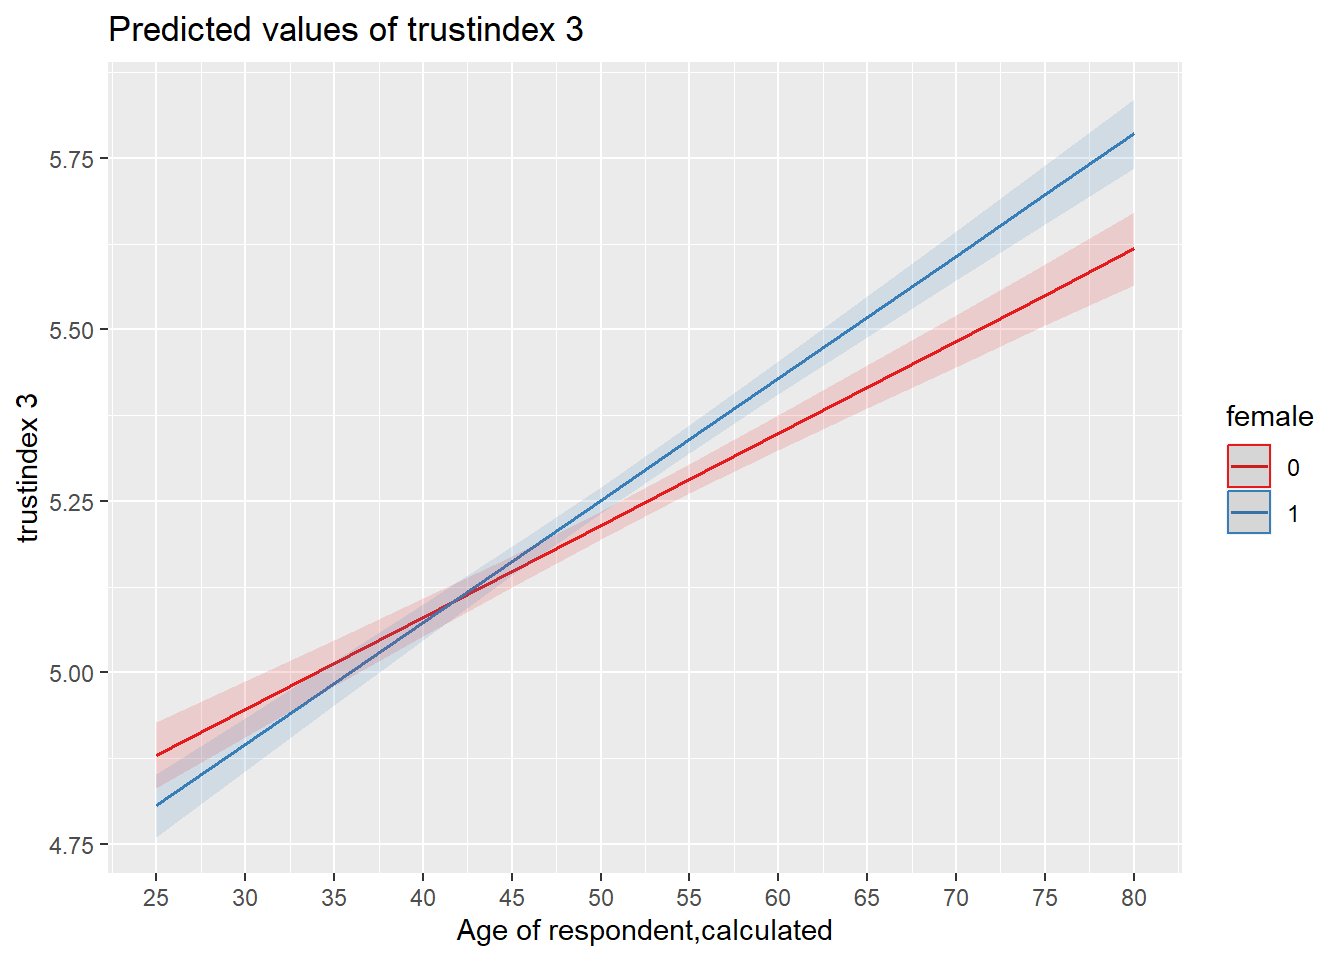 Predicted values of trustindex 3
5.75
5.50
5.25
5.00
4.75
trustindex 3
25 30 35 40 45 50 55 60 65 70 75 80
Age of respondent,calculated
female
0
1